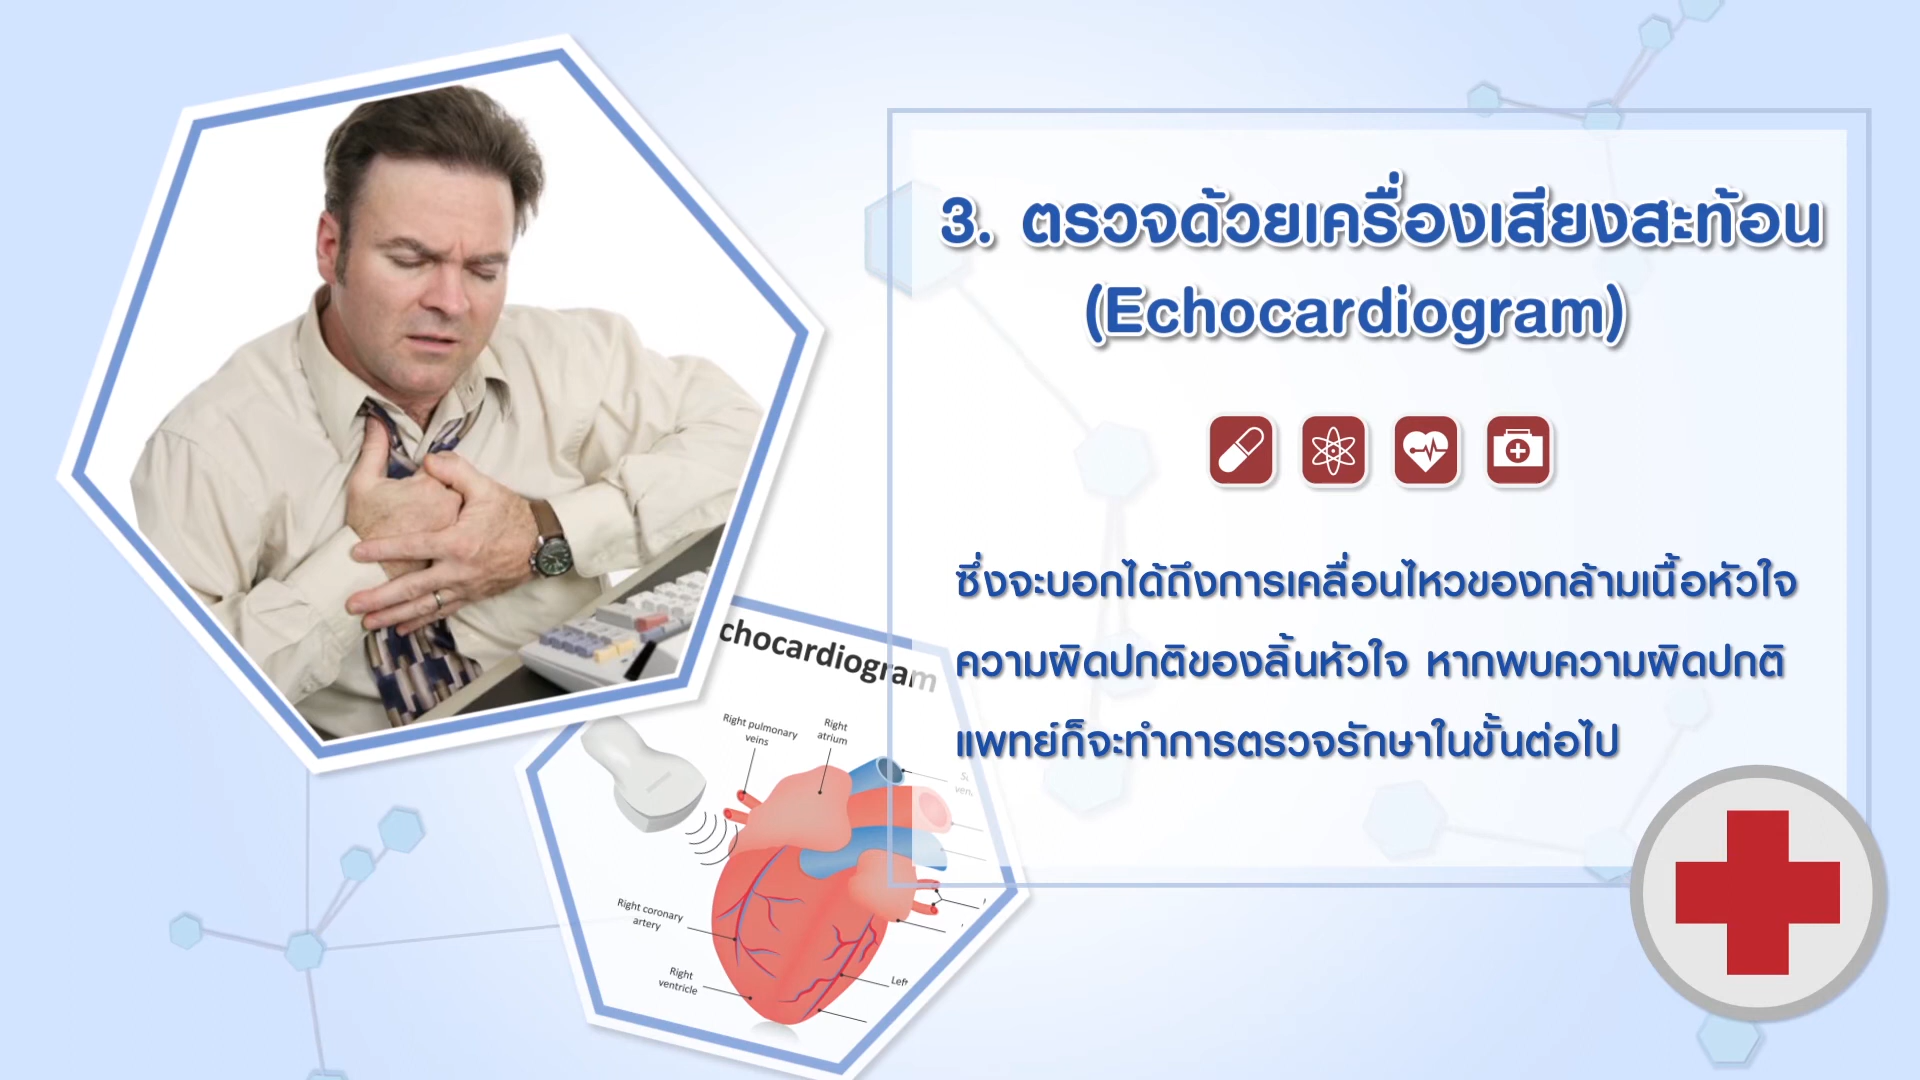 3. ตรวจด้วยเครื่องเสียงสะท้อน
(Echocardiogram)
ซึ่งจะบอกได้ถึงการเคลื่อนไหวของกล้ามเนื้อหัวใจ
ความผิดปกติของลิ้นหัวใจ หากพบความผิดปกติ
แพทย์ก็จะทำการตรวจรักษาในขั้นต่อไป
chocardiogram
Right pulmonary
veins
Right
atrium
Right coronary
artery
Right
ventricle
Left